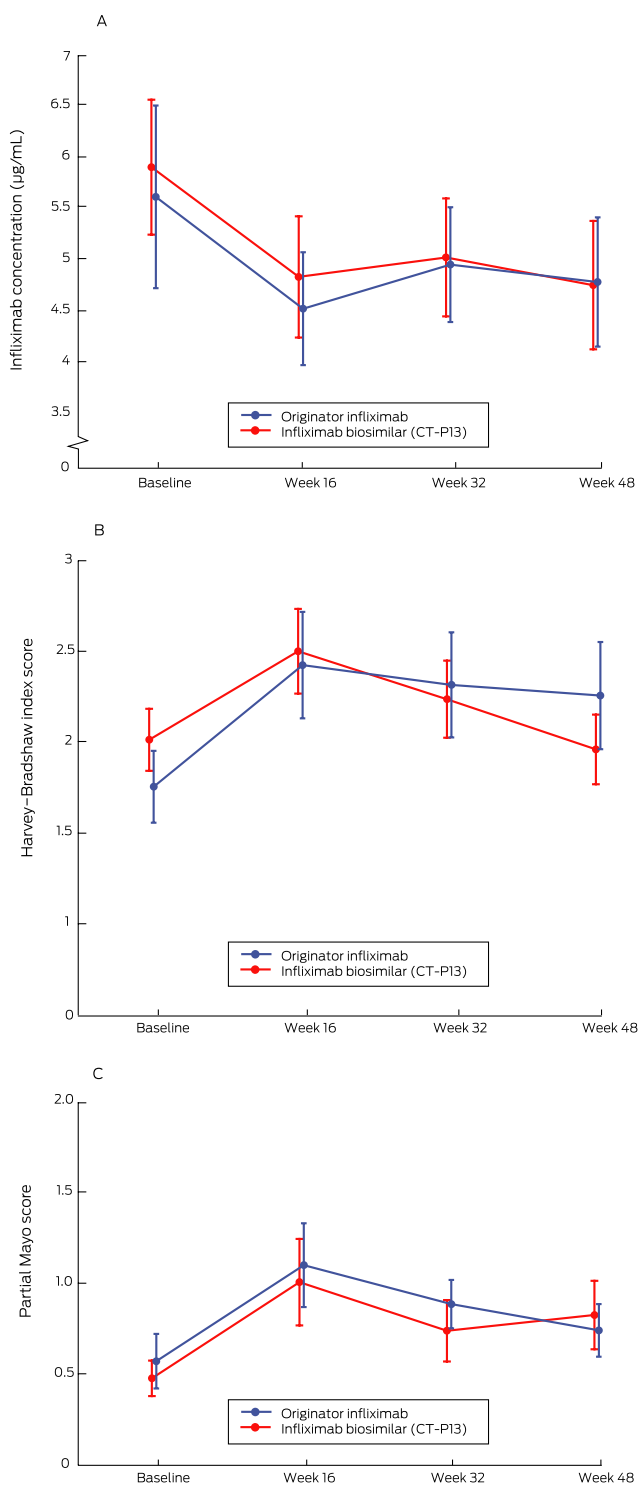 A
7
6.5
6
5.5
5
4.5
4
3.5
0
Infliximab concentration (µg/mL)
Originator infliximab
Infliximab biosimilar (CT-P13)
Baseline
Week 16
Week 32
Week 48
B
3
2.5
2
1.5
1
0
Harvey–Bradshaw index score
Originator infliximab
Infliximab biosimilar (CT-P13)
Baseline
Week 16
Week 32
Week 48
C
2.0
1.5
1.0
0.5
0
Partial Mayo score
Originator infliximab
Infliximab biosimilar (CT-P13)
Baseline
Week 16
Week 32
Week 48